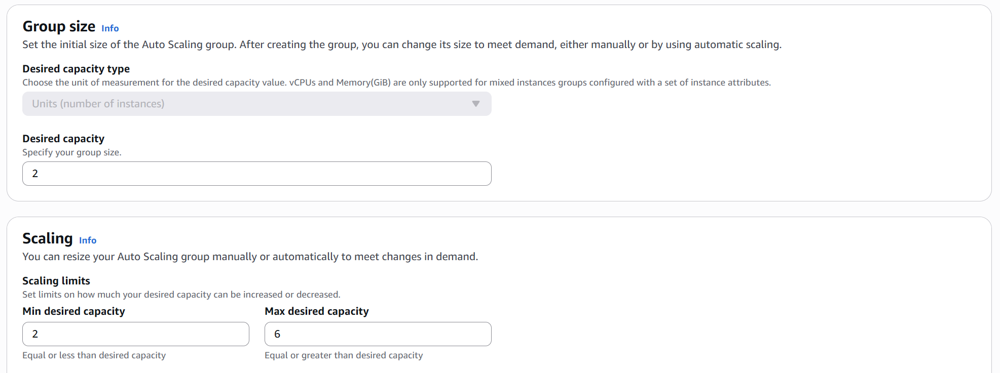 Group size Info
Set the initial size of the Auto Scaling group. After creating the group, you can change its size to meet demand, either manually or by using automatic scaling.
Desired capacity type
Choose the unit of measurement for the desired capacity value. vCPUs and Memory(GiB) are only supported for mixed instances groups configured with a set of instance attributes.
Units (number of instances)
Desired capacity
Specify your group size.
2
Scaling Info
You can resize your Auto Scaling group manually or automatically to meet changes in demand.
Scaling limits
Set limits on how much your desired capacity can be increased or decreased.
Min desired capacity
2
Equal or less than desired capacity
Max desired capacity
6
Equal or greater than desired capacity